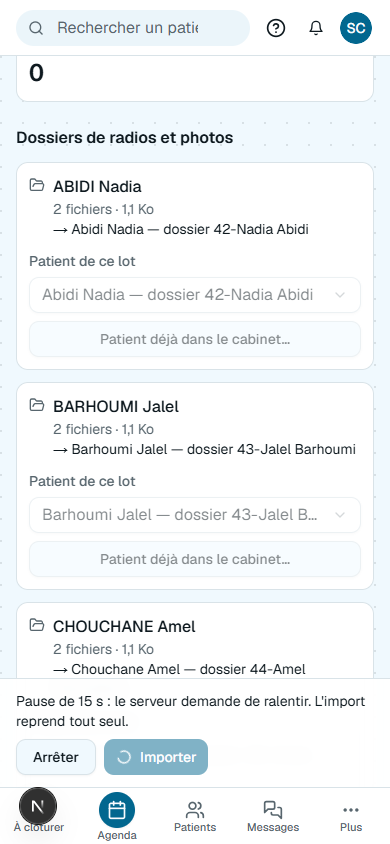 Rechercher un patie
SC
0
Dossiers de radios et photos
ABIDI Nadia
2 fichiers · 1,1 Ko
→ Abidi Nadia — dossier 42-Nadia Abidi
Patient de ce lot
Abidi Nadia — dossier 42-Nadia Abidi
Patient déjà dans le cabinet…
BARHOUMI Jalel
2 fichiers · 1,1 Ko
→ Barhoumi Jalel — dossier 43-Jalel Barhoumi
Patient de ce lot
Barhoumi Jalel — dossier 43-Jalel B…
Patient déjà dans le cabinet…
CHOUCHANE Amel
2 fichiers · 1,1 Ko
→ Chouchane Amel — dossier 44-Amel
Pause de 15 s : le serveur demande de ralentir. L'import
reprend tout seul.
Arrêter
Importer
N
À clôturer
Agenda
Patients
Messages
Plus